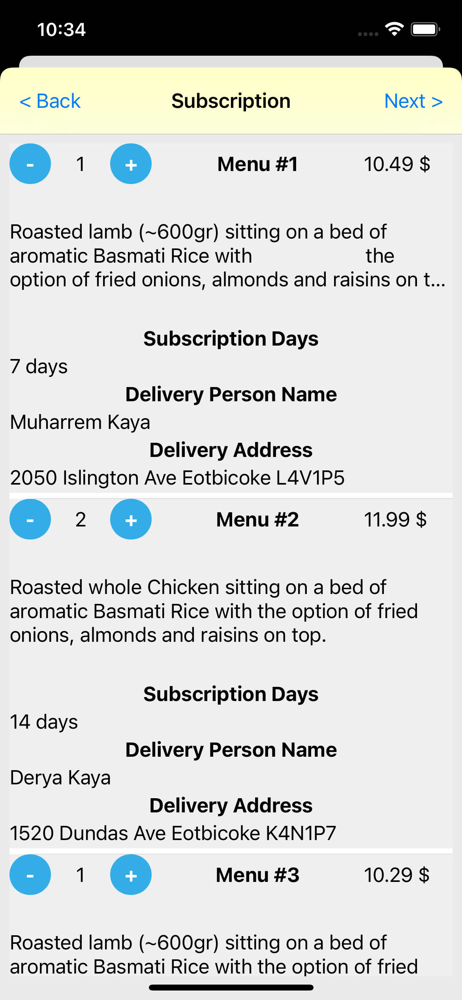 10:34
< Back Subscription Next >
- 1 + Menu #1 10.49 $
Roasted lamb (~600gr) sitting on a bed of
aromatic Basmati Rice with the
option of fried onions, almonds and raisins on t...
Subscription Days
7 days
Delivery Person Name
Muharrem Kaya
Delivery Address
2050 Islington Ave Eotbicoke L4V1P5
- 2 + Menu #2 11.99 $
Roasted whole Chicken sitting on a bed of
aromatic Basmati Rice with the option of fried
onions, almonds and raisins on top.
Subscription Days
14 days
Delivery Person Name
Derya Kaya
Delivery Address
1520 Dundas Ave Eotbicoke K4N1P7
- 1 + Menu #3 10.29 $
Roasted lamb (~600gr) sitting on a bed of
aromatic Basmati Rice with the option of fried